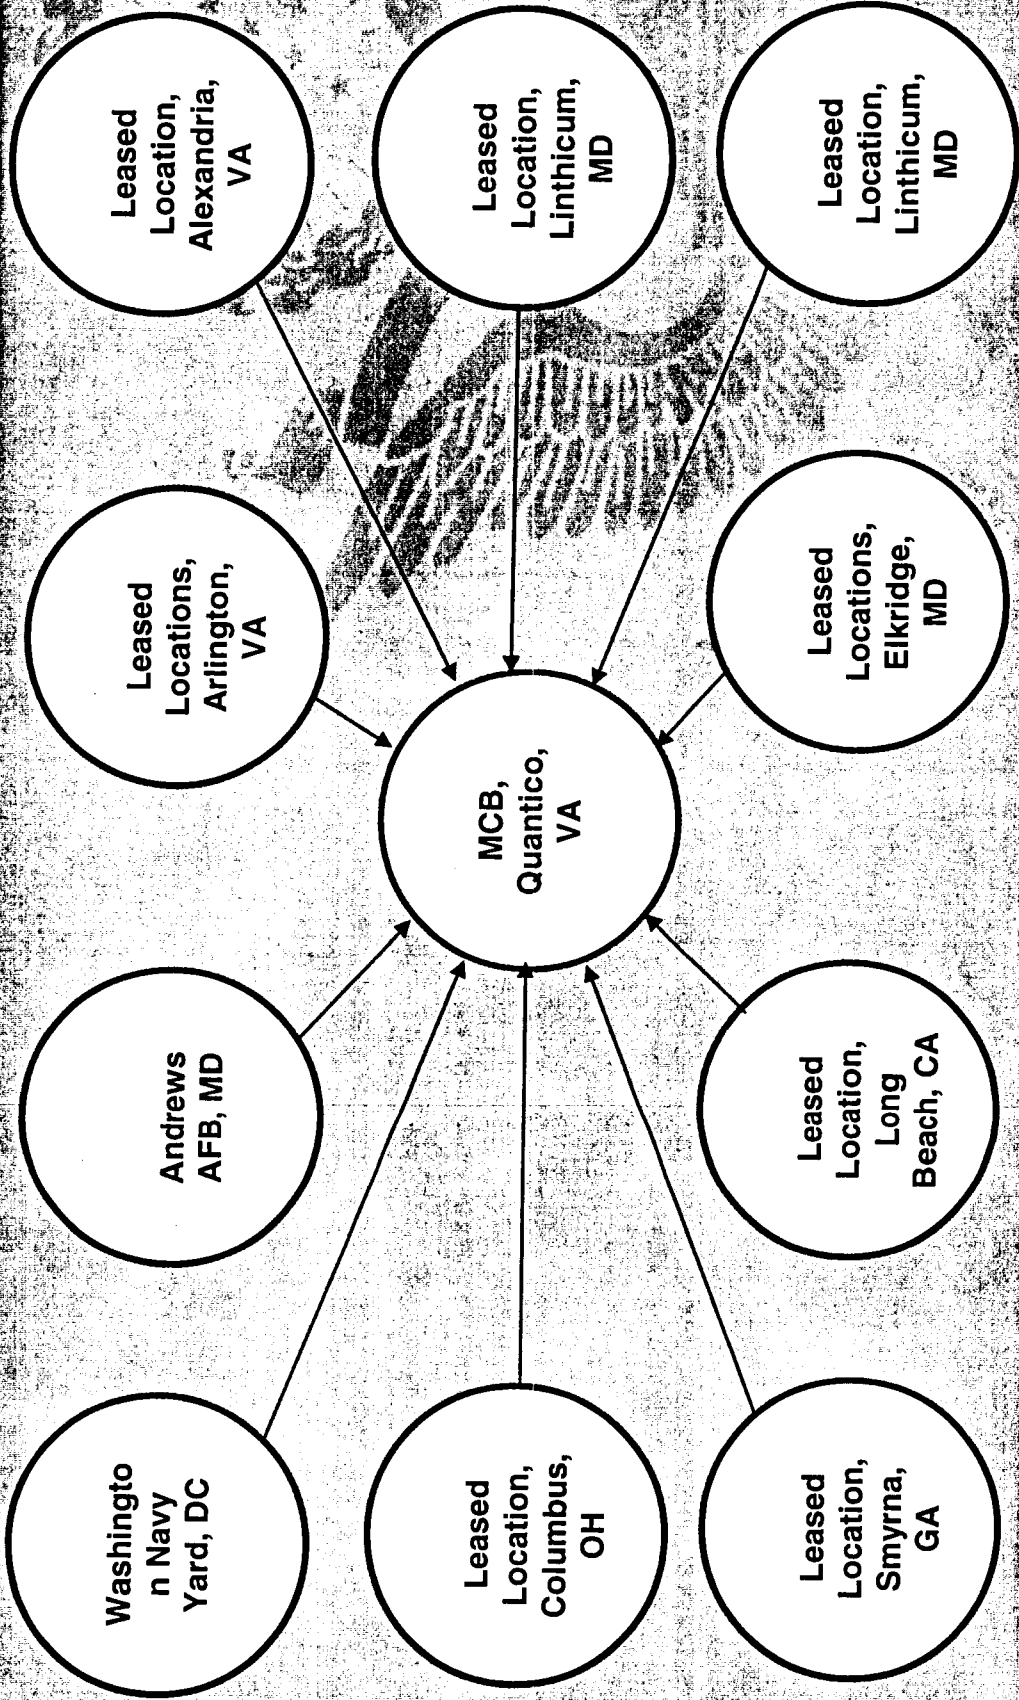 Washingto
n Navy
Yard, DC
Andrews
AFB, MD
Leased
Locations,
Arlington,
VA
Leased
Location,
Alexandria,
VA
Leased
Location,
Columbus,
OH
MCB,
Quantico,
VA
Leased
Location,
Linthicum,
MD
Leased
Location,
Smyrna,
GA
Leased
Location,
Long
Beach, CA
Leased
Locations,
Elkridge,
MD
Leased
Location,
Linthicum,
MD